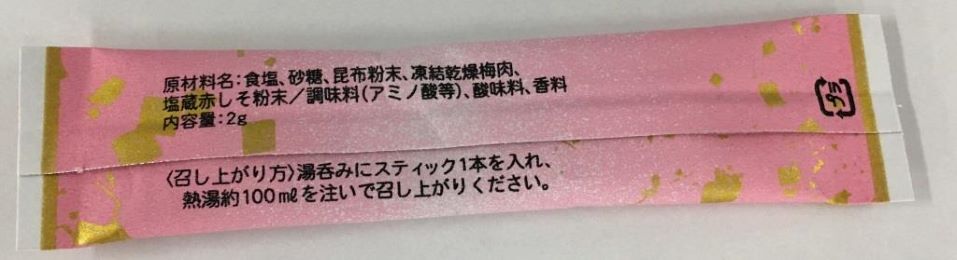 原材料名：食塩、砂糖、昆布粉末、凍結乾燥梅肉、
塩蔵赤しそ粉末／調味料（アミノ酸等）、酸味料、香料
内容量：2g
プラ
〈召し上がり方〉湯呑みにスティック1本を入れ、
熱湯約100㎖を注いで召し上がりください。